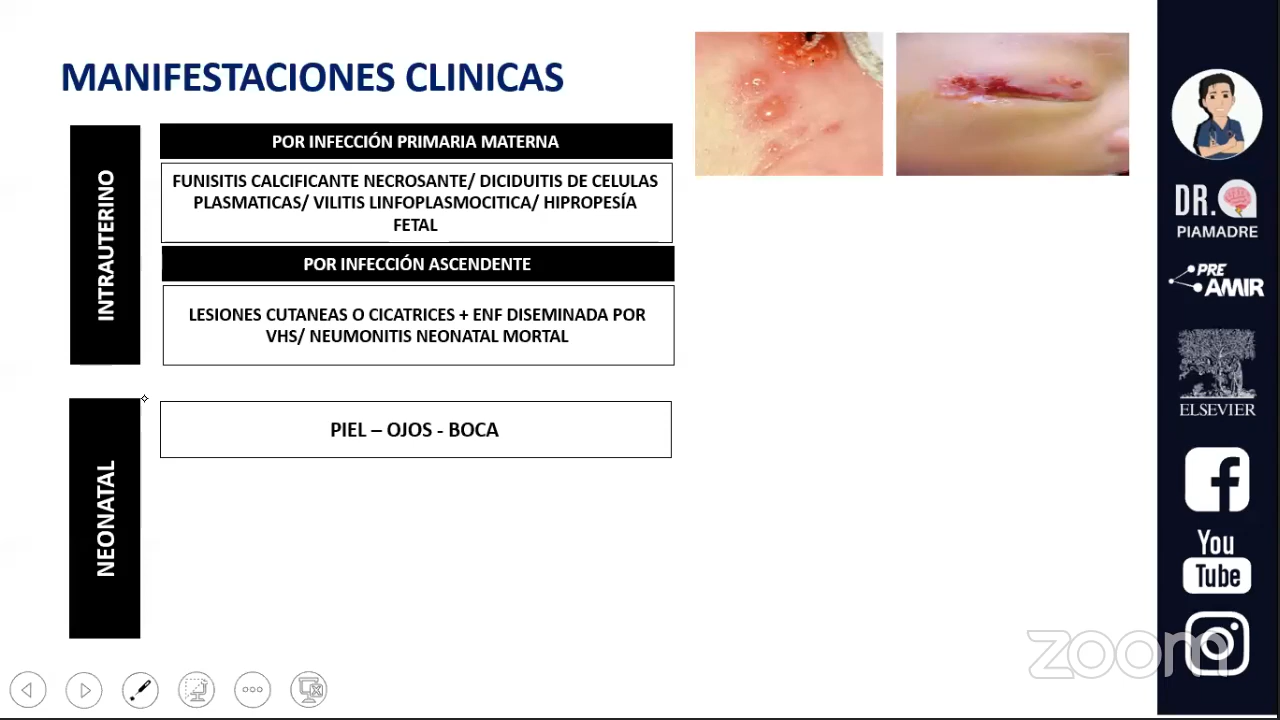 MANIFESTACIONES CLINICAS
INTRAUTERINO
POR INFECCIÓN PRIMARIA MATERNA
FUNISITIS CALCIFICANTE NECROSANTE/ DICIDUITIS DE CELULAS
PLASMATICAS/ VILITIS LINFOPLASMOCITICA/ HIPROPESÍA
FETAL
POR INFECCIÓN ASCENDENTE
LESIONES CUTANEAS O CICATRICES + ENF DISEMINADA POR
VHS/ NEUMONITIS NEONATAL MORTAL
NEONATAL
PIEL – OJOS - BOCA
DR.
PIAMADRE
PRE
AMIR
ELSEVIER
You
Tube
zoom